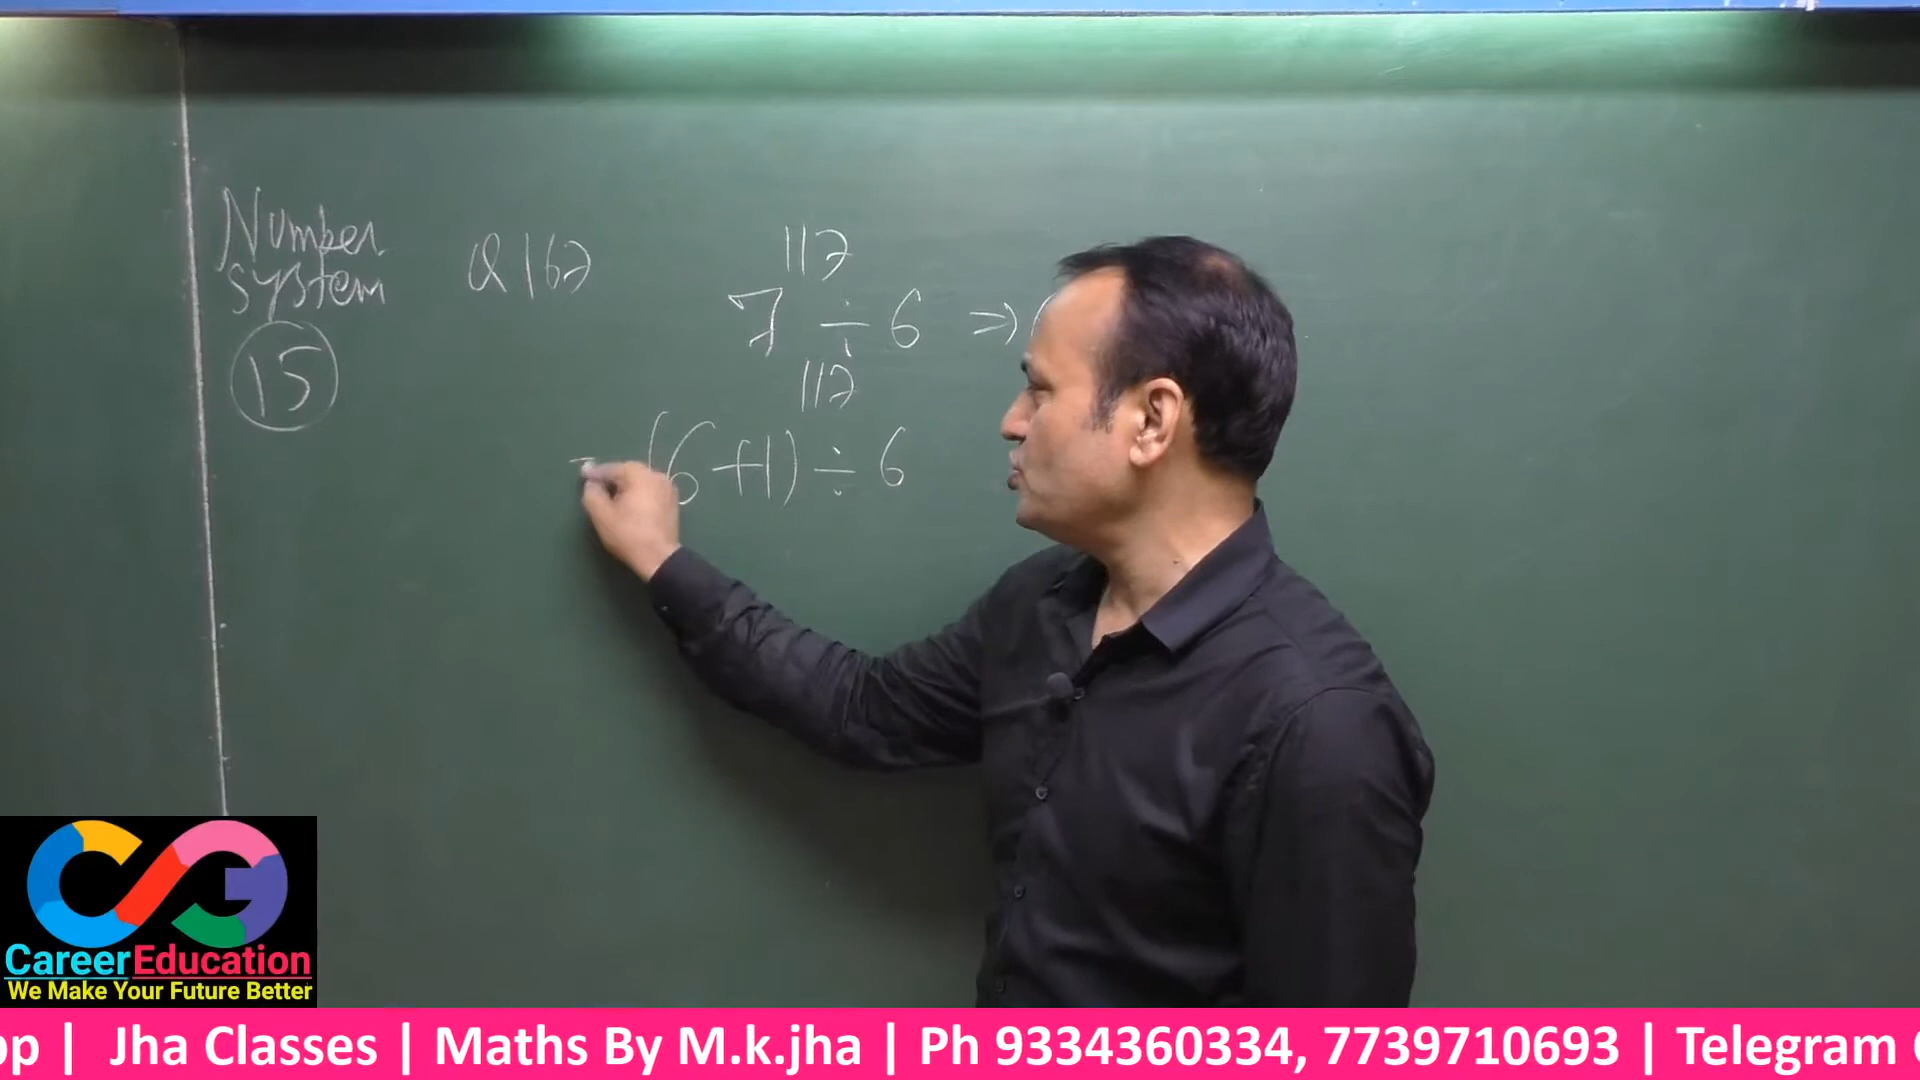 Number
system
15
Q 162
112
7 ÷ 6 ⇒
112
(6+1) ÷ 6
CareerEducation
We Make Your Future Better
pp | Jha Classes | Maths By M.k.jha | Ph 9334360334, 7739710693 | Telegram